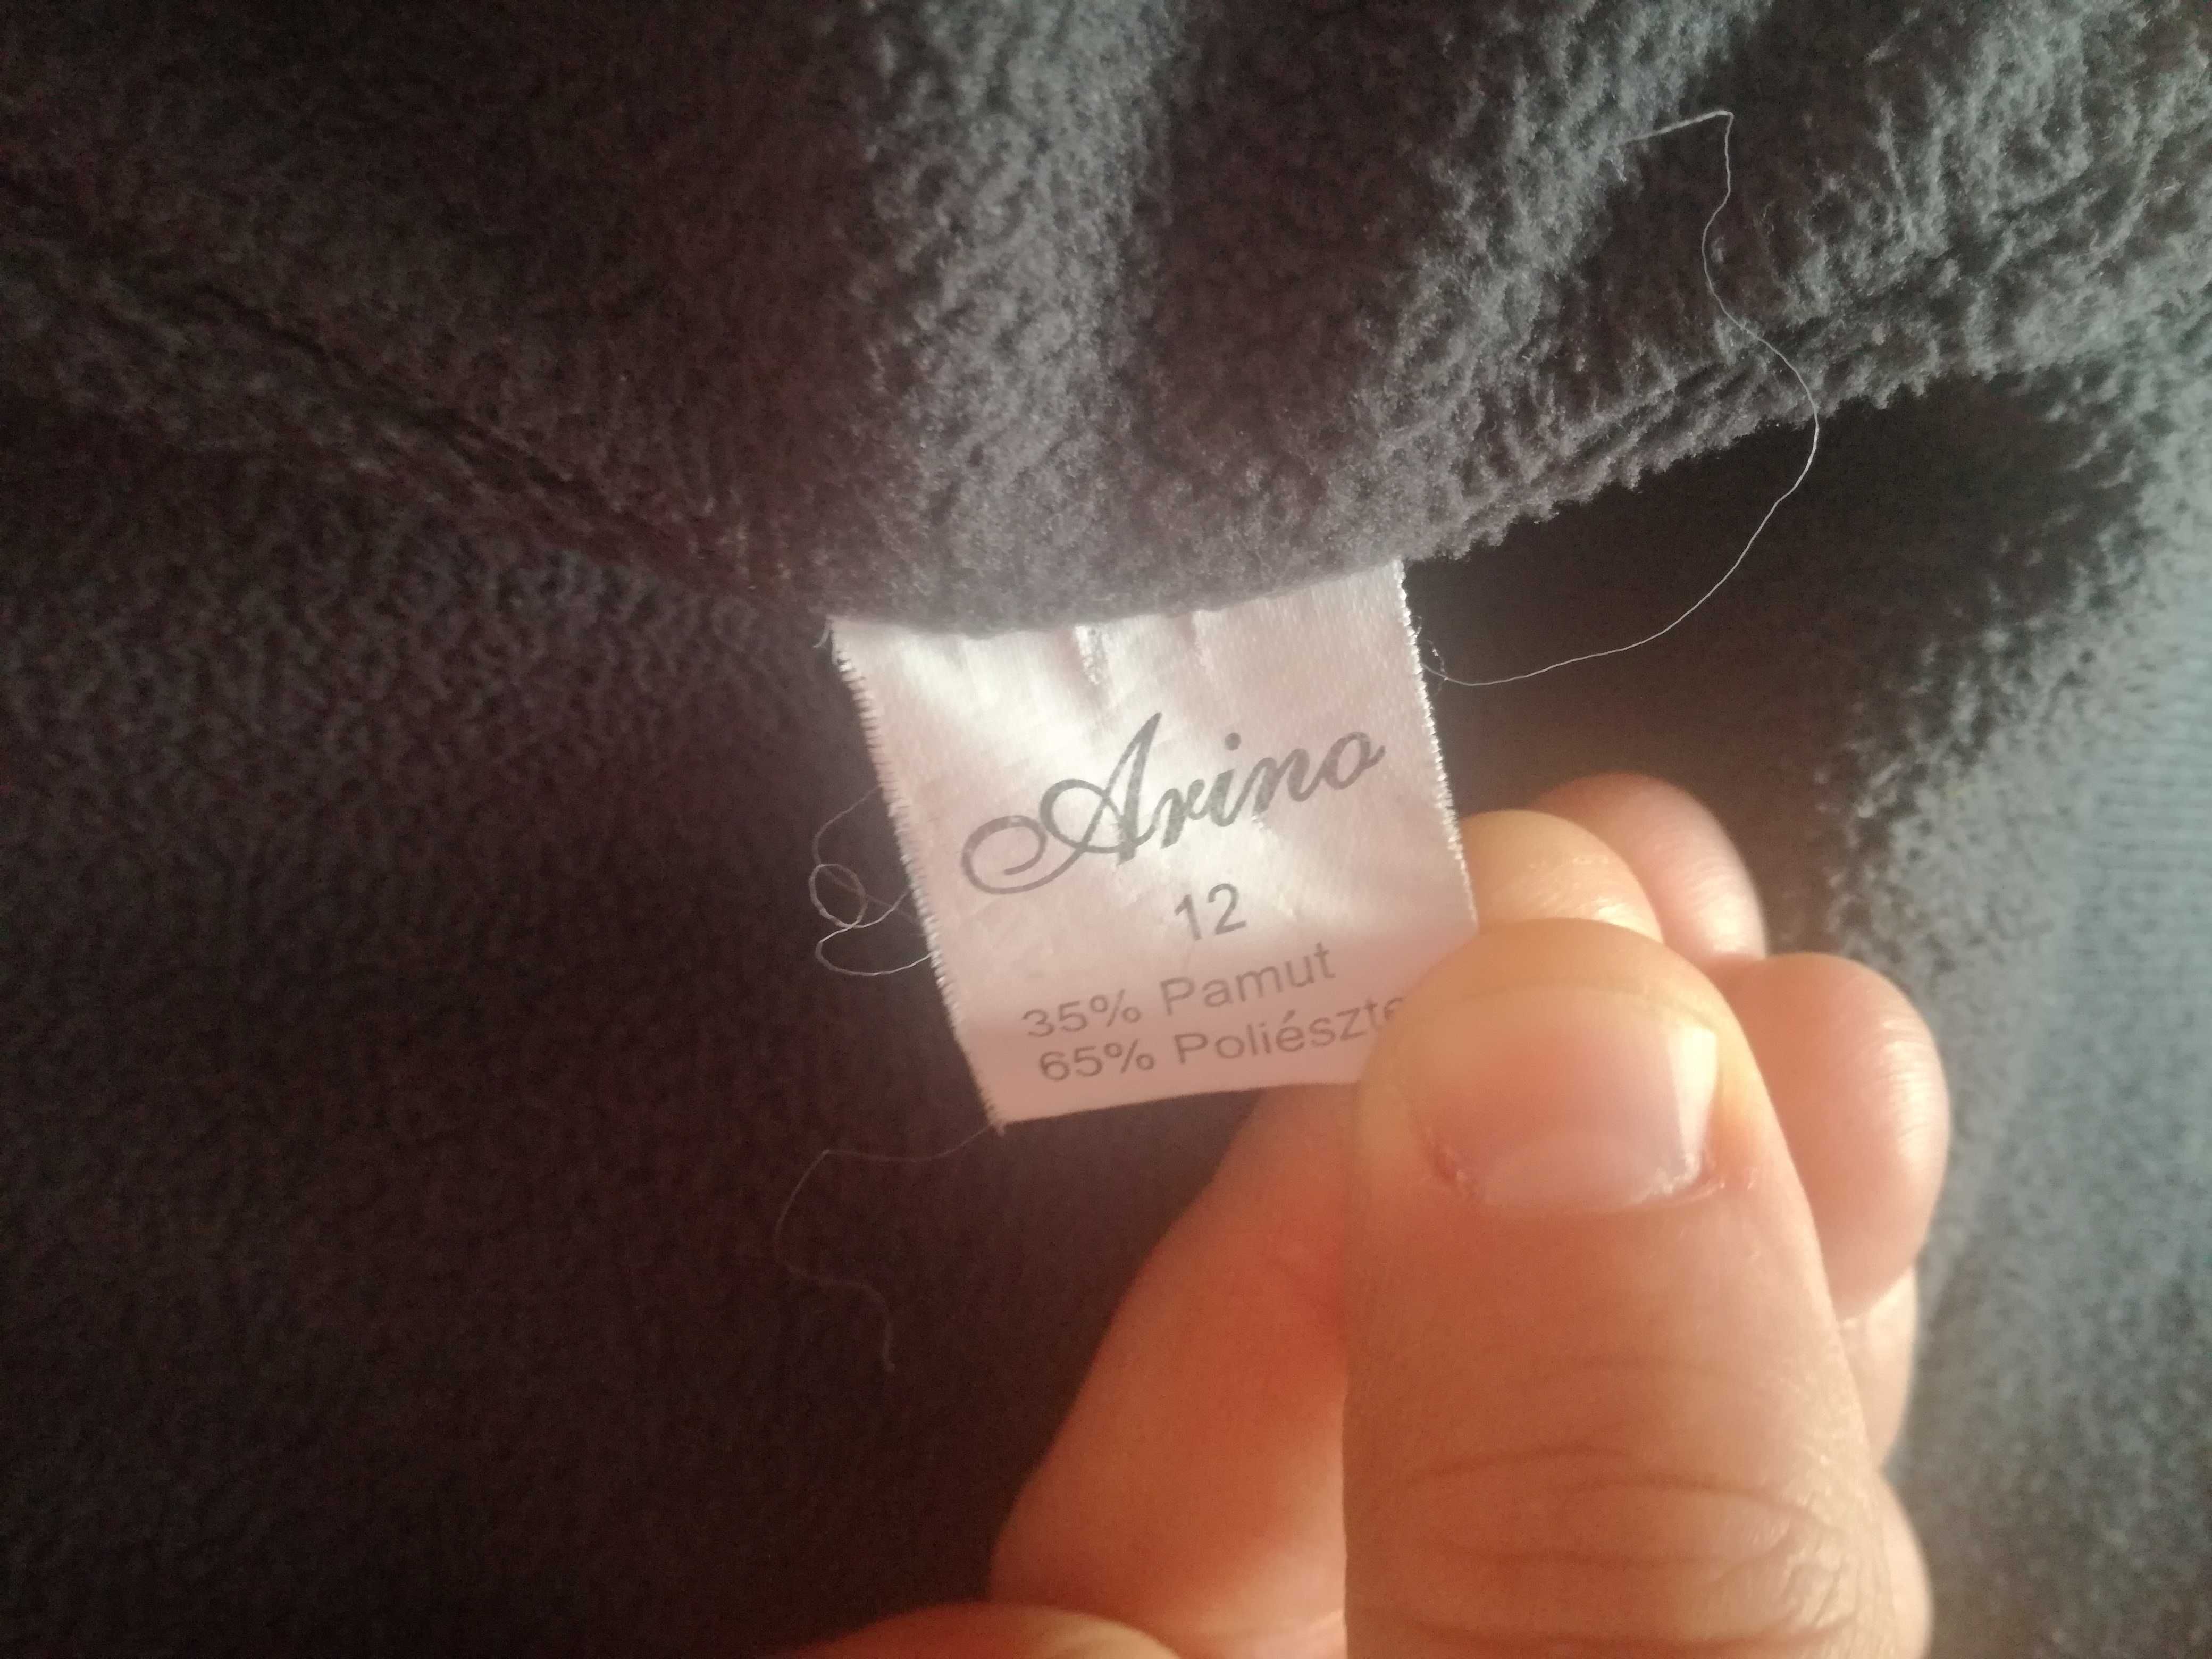 Arino
12
35% Pamut
65% Poliészte